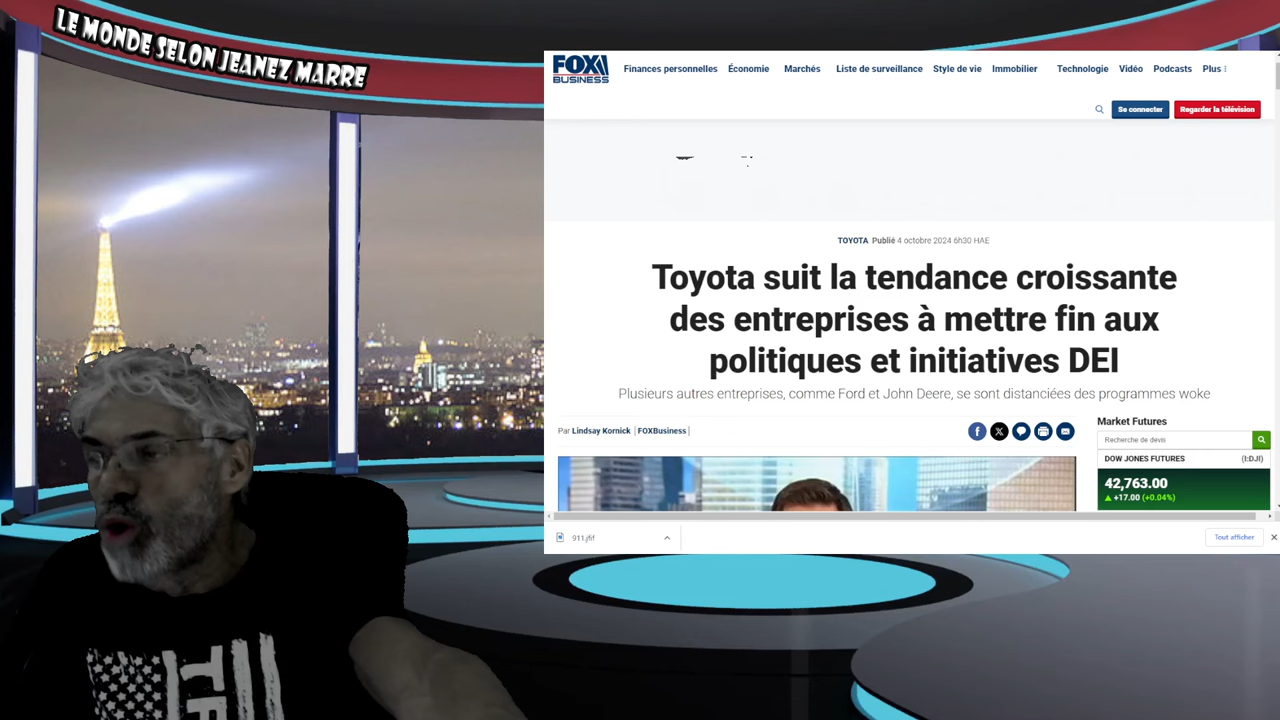 LE MONDE SELON JEANEZ MARRE
FOX
BUSINESS
Finances personnelles Économie Marchés Liste de surveillance Style de vie Immobilier Technologie Vidéo Podcasts Plus
Se connecter Regarder la télévision
TOYOTA Publié 4 octobre 2024 6h30 HAE
Toyota suit la tendance croissante
des entreprises à mettre fin aux
politiques et initiatives DEI
Plusieurs autres entreprises, comme Ford et John Deere, se sont distanciées des programmes woke
Par Lindsay Kornick | FOXBusiness |
Market Futures
Recherche de devis
DOW JONES FUTURES (I:DJI)
42,763.00
+17.00 (+0.04%)
911.jfif
Tout afficher